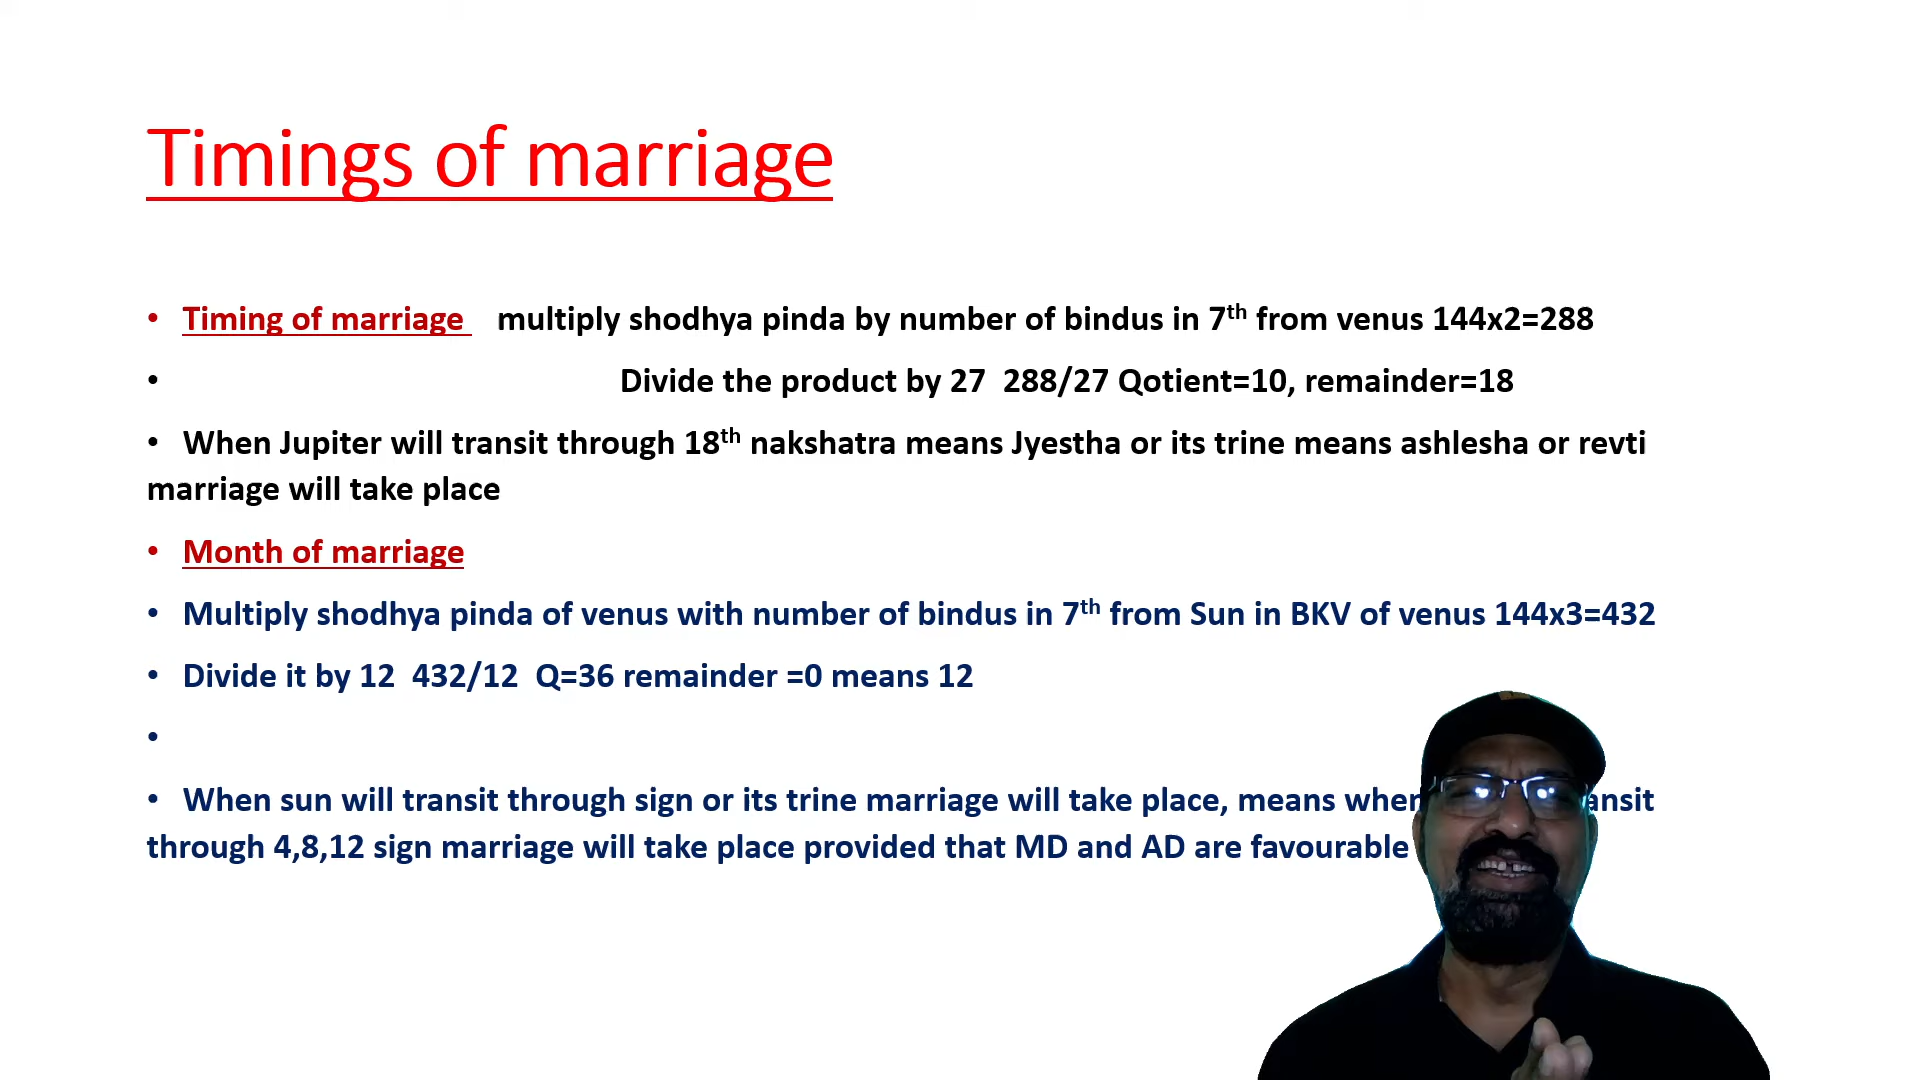 Timings of marriage
• Timing of marriage multiply shodhya pinda by number of bindus in 7th from venus 144x2=288
• Divide the product by 27 288/27 Qotient=10, remainder=18
• When Jupiter will transit through 18th nakshatra means Jyestha or its trine means ashlesha or revti
marriage will take place
• Month of marriage
• Multiply shodhya pinda of venus with number of bindus in 7th from Sun in BKV of venus 144x3=432
• Divide it by 12 432/12 Q=36 remainder =0 means 12
•
• When sun will transit through sign or its trine marriage will take place, means
through 4,8,12 sign marriage will take place provided that MD and AD are favourable